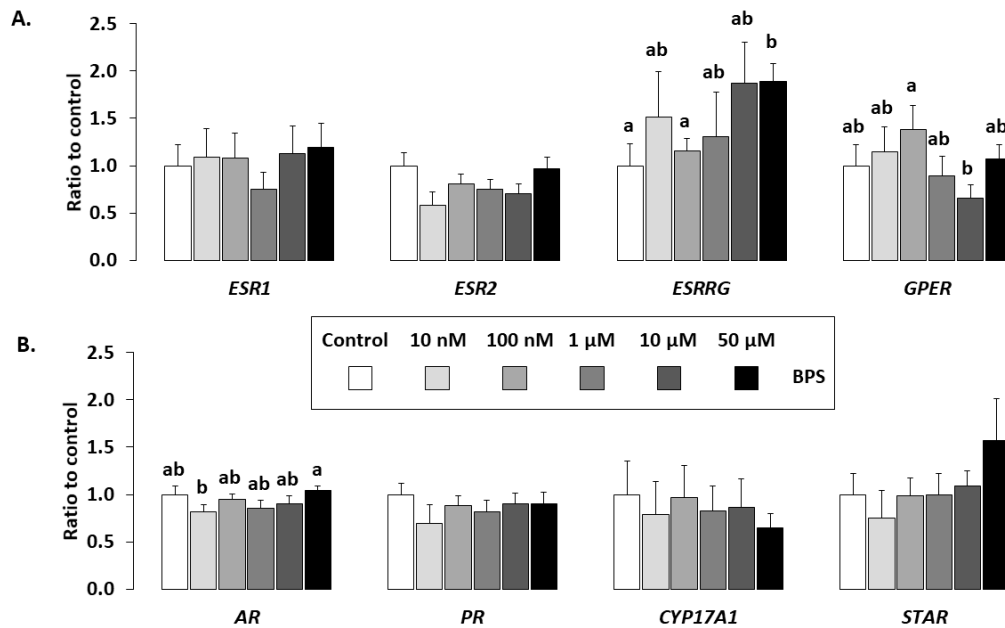 A.
Ratio to control
2.5
2.0
1.5
1.0
0.5
0.0
a ab a ab ab b
ab ab a ab b ab
ESR1 ESR2 ESRRG GPER
B.
Control 10 nM 100 nM 1 µM 10 µM 50 µM
BPS
Ratio to control
2.5
2.0
1.5
1.0
0.5
0.0
ab b ab ab ab a
AR PR CYP17A1 STAR